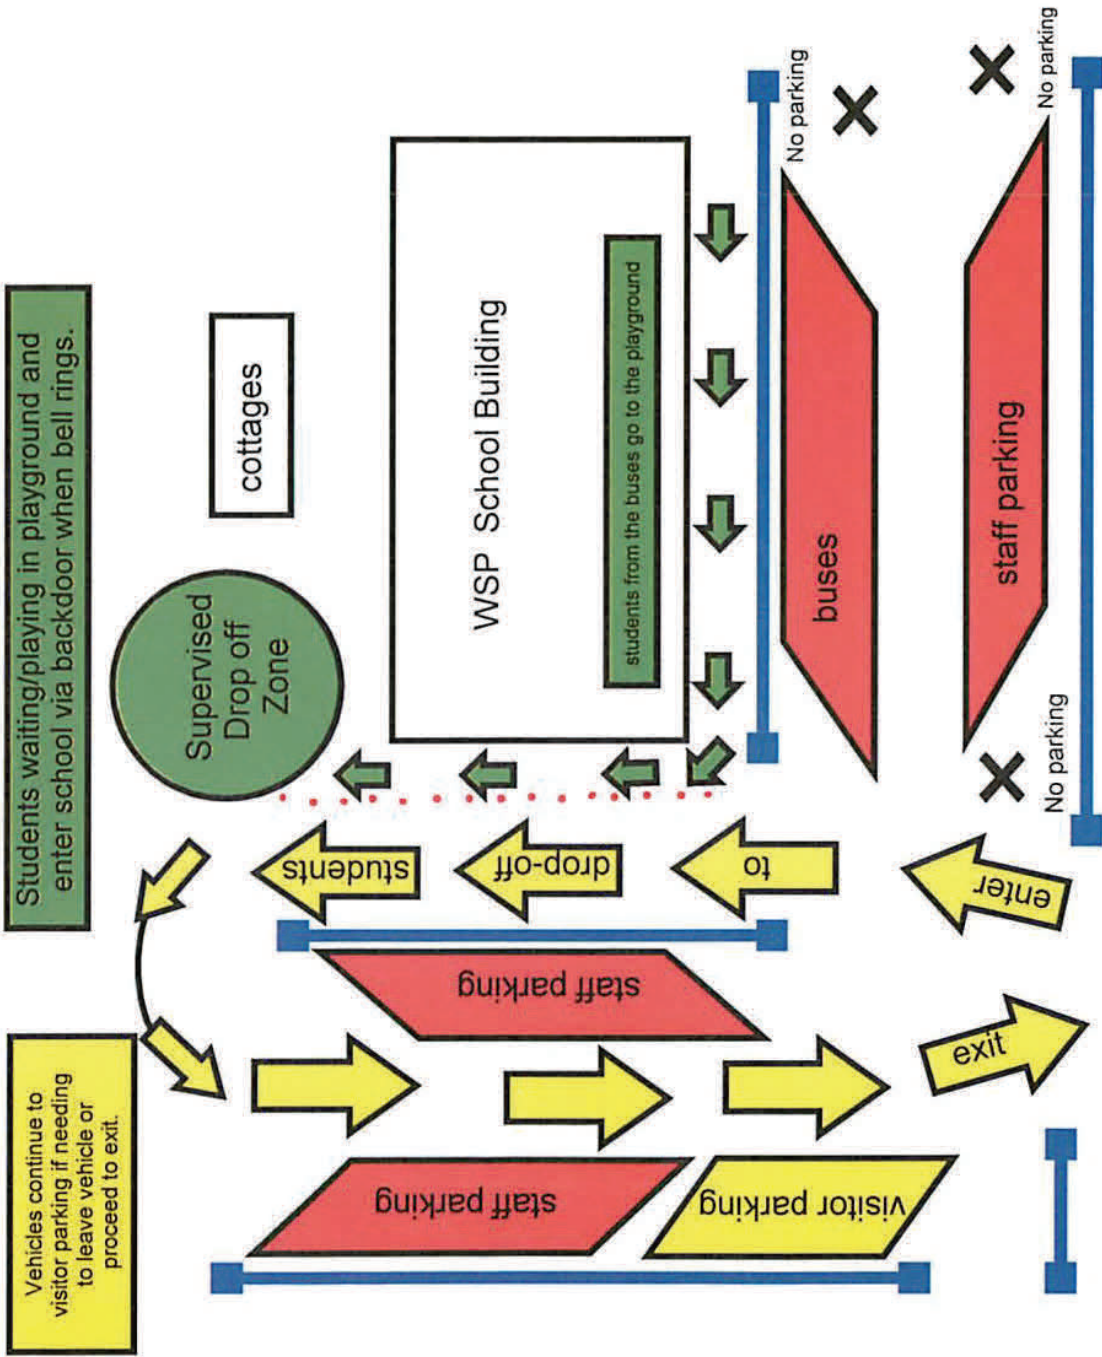 Students waiting/playing in playground and
enter school via backdoor when bell rings.
Vehicles continue to
visitor parking if needing
to leave vehicle or
proceed to exit.
cottages
Supervised
Drop off
Zone
WSP School Building
students from the buses go to the playground
No parking
buses
staff parking
No parking
No parking
enter
to
drop-off
students
staff parking
exit
staff parking
visitor parking